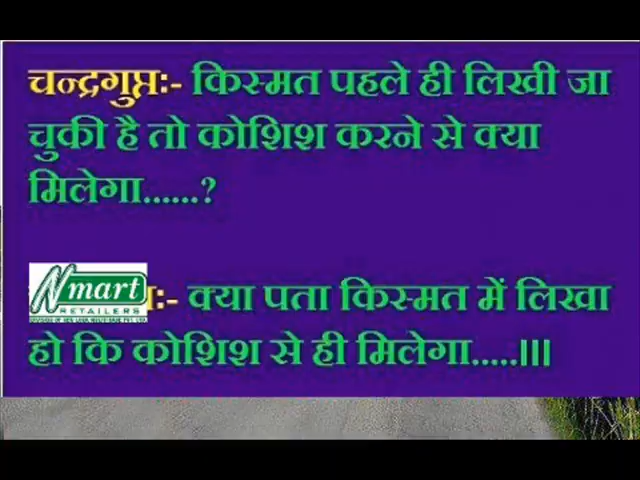 चन्द्रगुप्तः- किस्मत पहले ही लिखी जा
चुकी है तो कोशिश करने से क्या
मिलेगा......?
Nmart
RETAILERS
ः- क्या पता किस्मत में लिखा
हो कि कोशिश से ही मिलेगा.....।।।